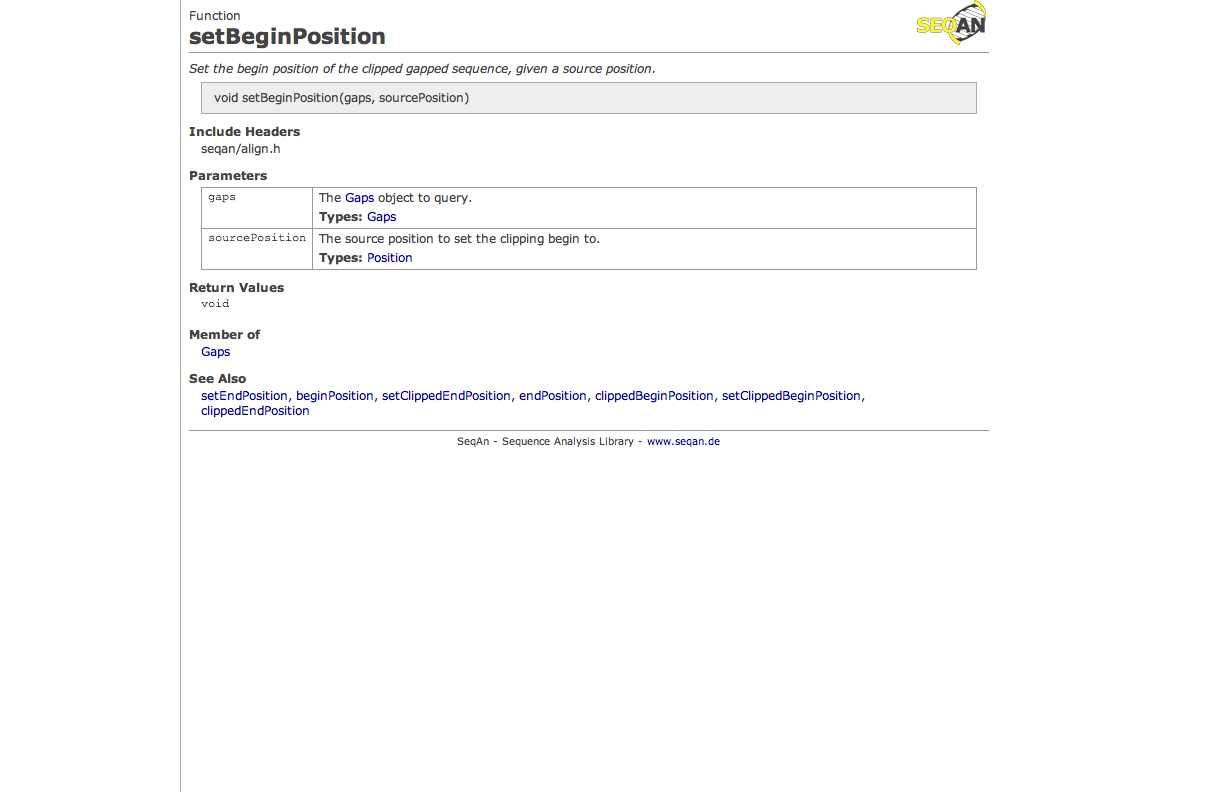 Function
SEQAN
setBeginPosition
Set the begin position of the clipped gapped sequence, given a source position.
void setBeginPosition(gaps, sourcePosition)
Include Headers
seqan/align.h
Parameters
gaps
The Gaps object to query.
Types: Gaps
sourcePosition
The source position to set the clipping begin to.
Types: Position
Return Values
void
Member of
Gaps
See Also
setEndPosition, beginPosition, setClippedEndPosition, endPosition, clippedBeginPosition, setClippedBeginPosition,
clippedEndPosition
SeqAn - Sequence Analysis Library - www.seqan.de